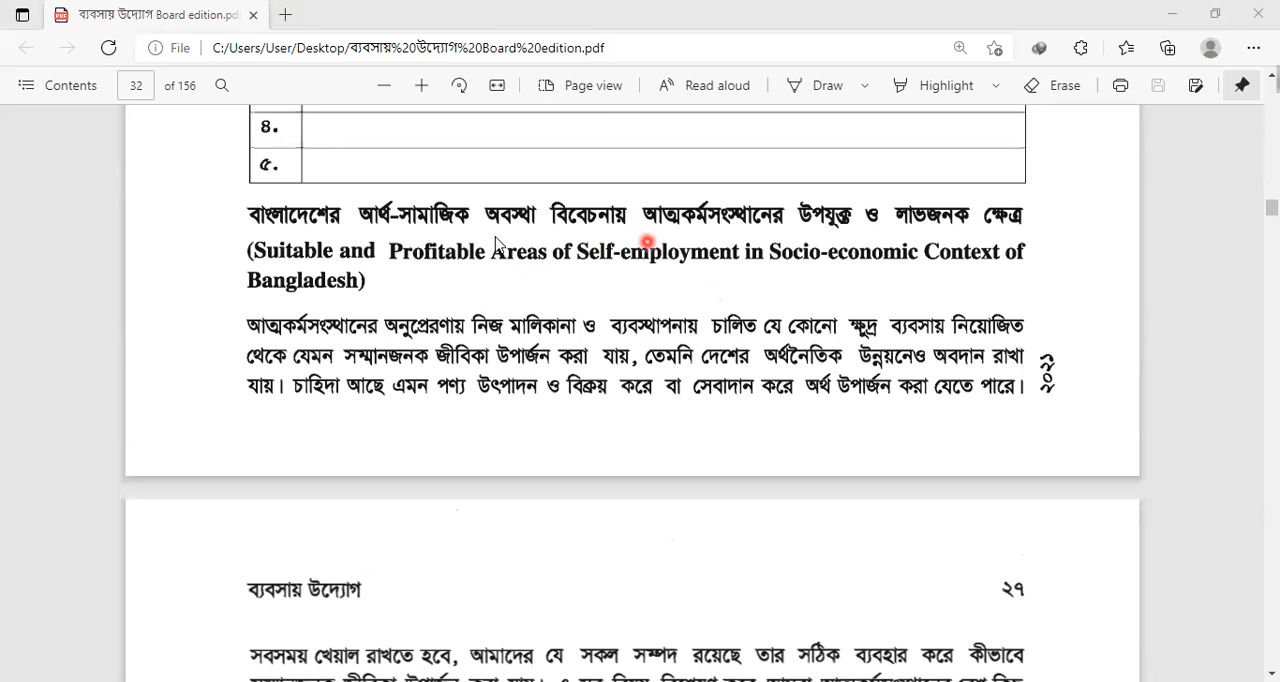 ব্যবসায় উদ্যোগ Board edition.pd
File C:/Users/User/Desktop/ব্যবসায়%20উদ্যোগ%20Board%20edition.pdf
Contents 32 of 156 Page view Read aloud Draw Highlight Erase
৪.
৫.
বাংলাদেশের আর্থ-সামাজিক অবস্থা বিবেচনায় আত্মকর্মসংস্থানের উপযুক্ত ও লাভজনক ক্ষেত্র
(Suitable and Profitable Areas of Self-employment in Socio-economic Context of
Bangladesh)
আত্মকর্মসংস্থানের অনুপ্রেরণায় নিজ মালিকানা ও ব্যবস্থাপনায় চালিত যে কোনো ক্ষুদ্র ব্যবসায় নিয়োজিত
থেকে যেমন সম্মানজনক জীবিকা উপার্জন করা যায়, তেমনি দেশের অর্থনৈতিক উন্নয়নেও অবদান রাখা
যায়। চাহিদা আছে এমন পণ্য উৎপাদন ও বিক্রয় করে বা সেবাদান করে অর্থ উপার্জন করা যেতে পারে।
২০২১
ব্যবসায় উদ্যোগ ২৭
সবসময় খেয়াল রাখতে হবে, আমাদের যে সকল সম্পদ রয়েছে তার সঠিক ব্যবহার করে কীভাবে